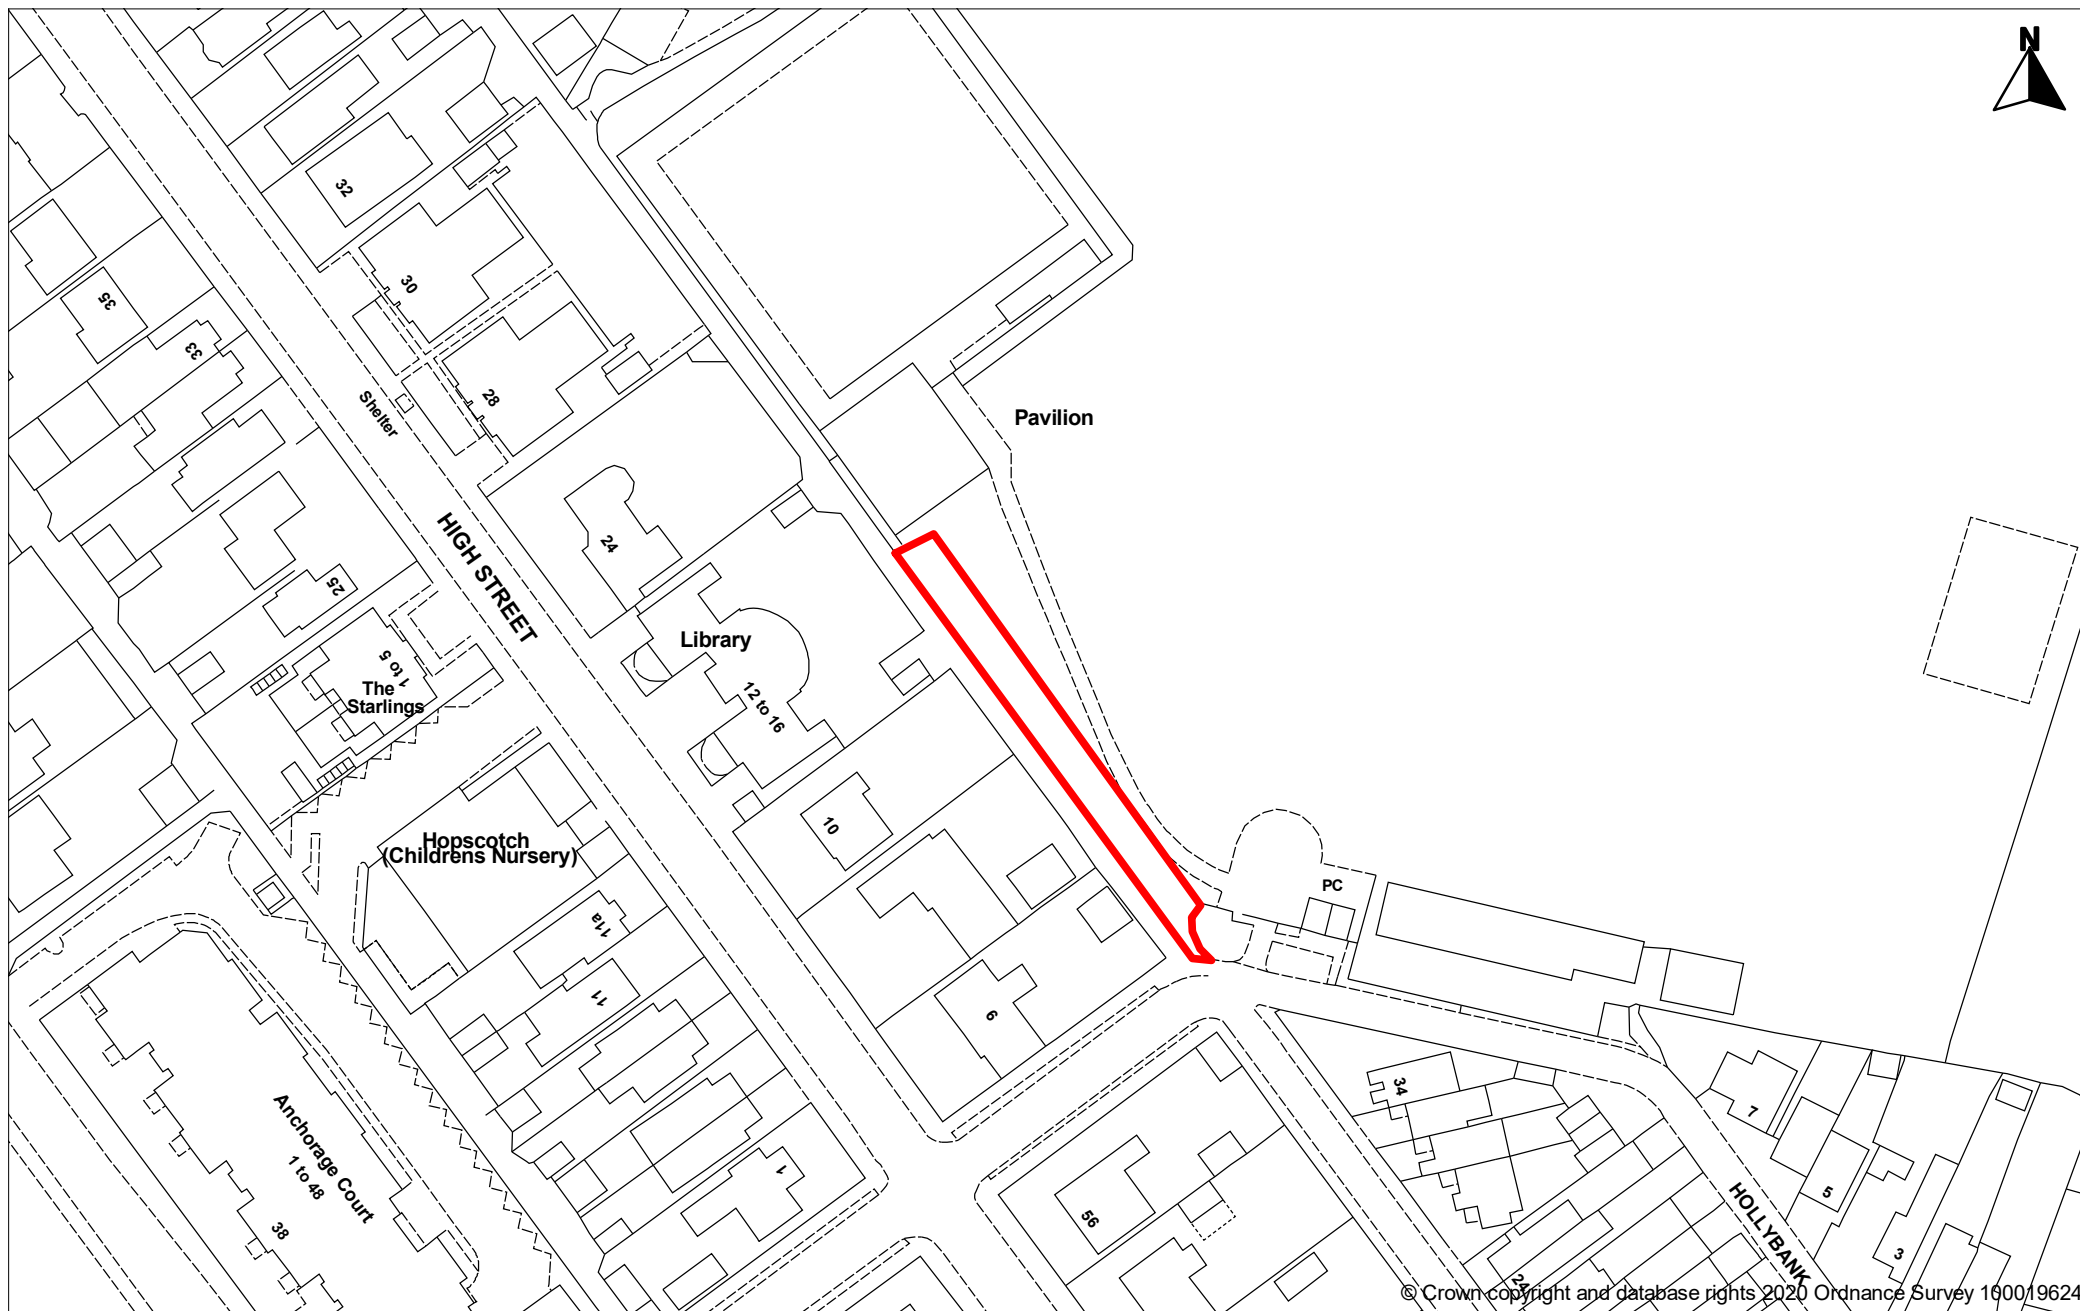 N
32
30
35
33
28
Shelter
Pavilion
HIGH STREET
24
25
Library
1 to 5
The
Starlings
12 to 16
10
Hopscotch
(Childrens Nursery)
PC
11a
11
6
34
7
Anchorage Court
1 to 48
1
5
HOLLYBANK
56
38
3
24
© Crown copyright and database rights 2020 Ordnance Survey 100019624